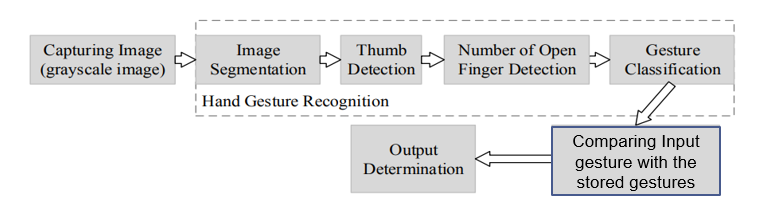 Capturing Image
(grayscale image)
Image
Segmentation
Thumb
Detection
Number of Open
Finger Detection
Gesture
Classification
Hand Gesture Recognition
Comparing Input
gesture with the
stored gestures
Output
Determination